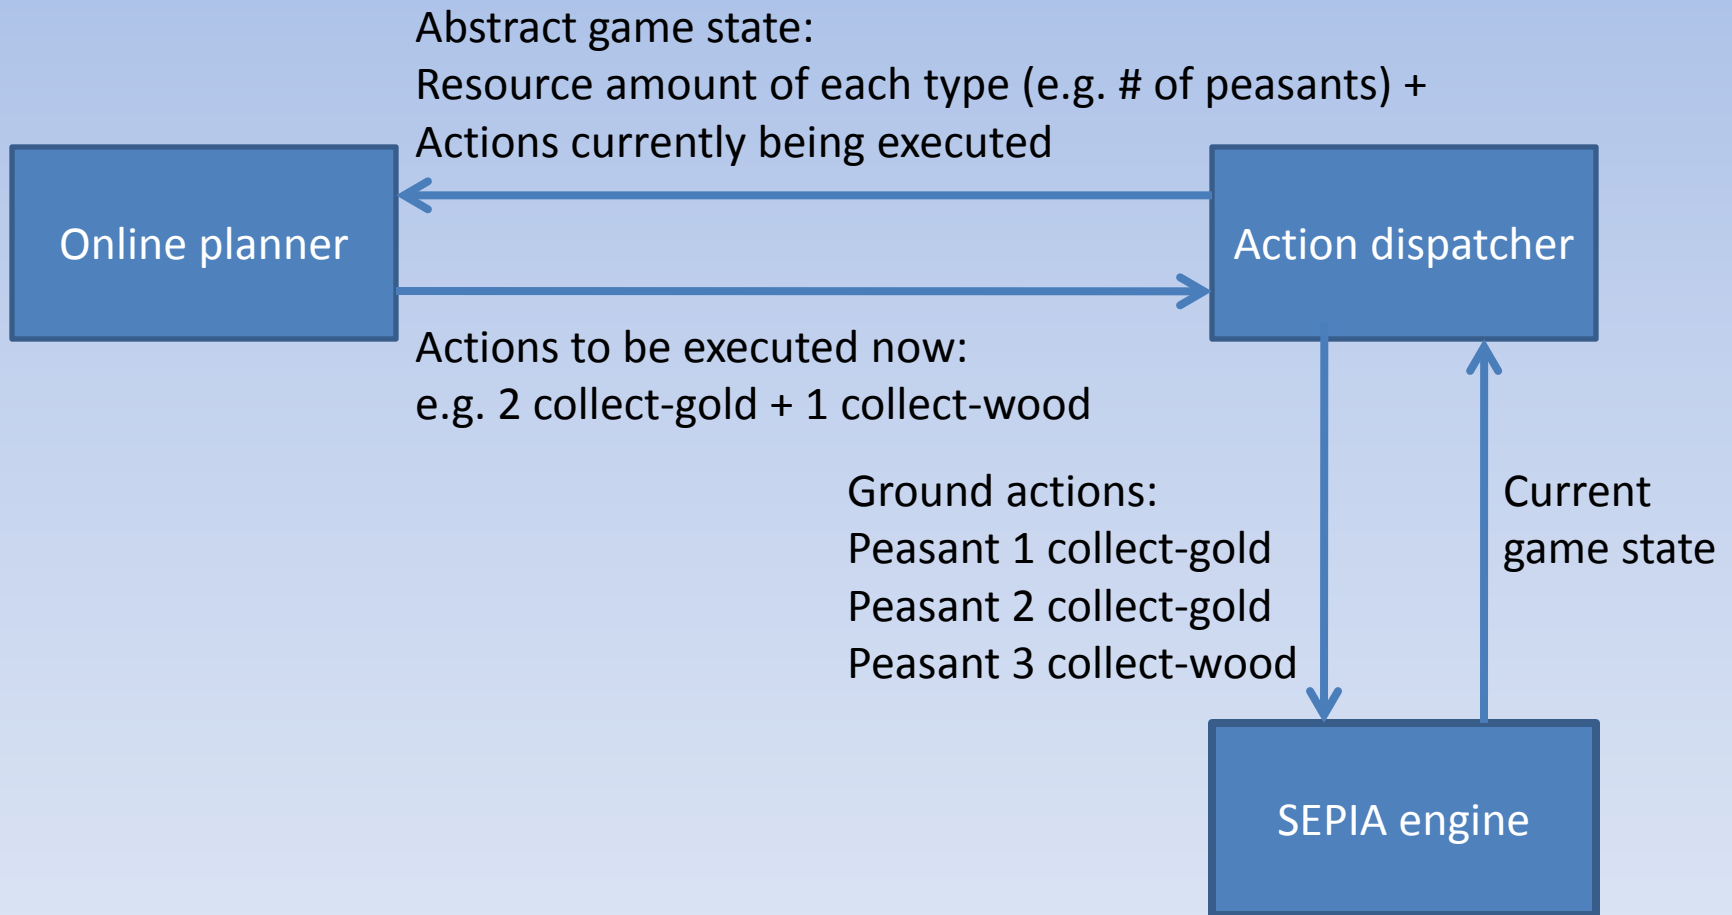 Abstract game state:
Resource amount of each type (e.g. # of peasants) +
Actions currently being executed
Online planner
Action dispatcher
Actions to be executed now:
e.g. 2 collect-gold + 1 collect-wood
Ground actions:
Peasant 1 collect-gold
Peasant 2 collect-gold
Peasant 3 collect-wood
Current
game state
SEPIA engine